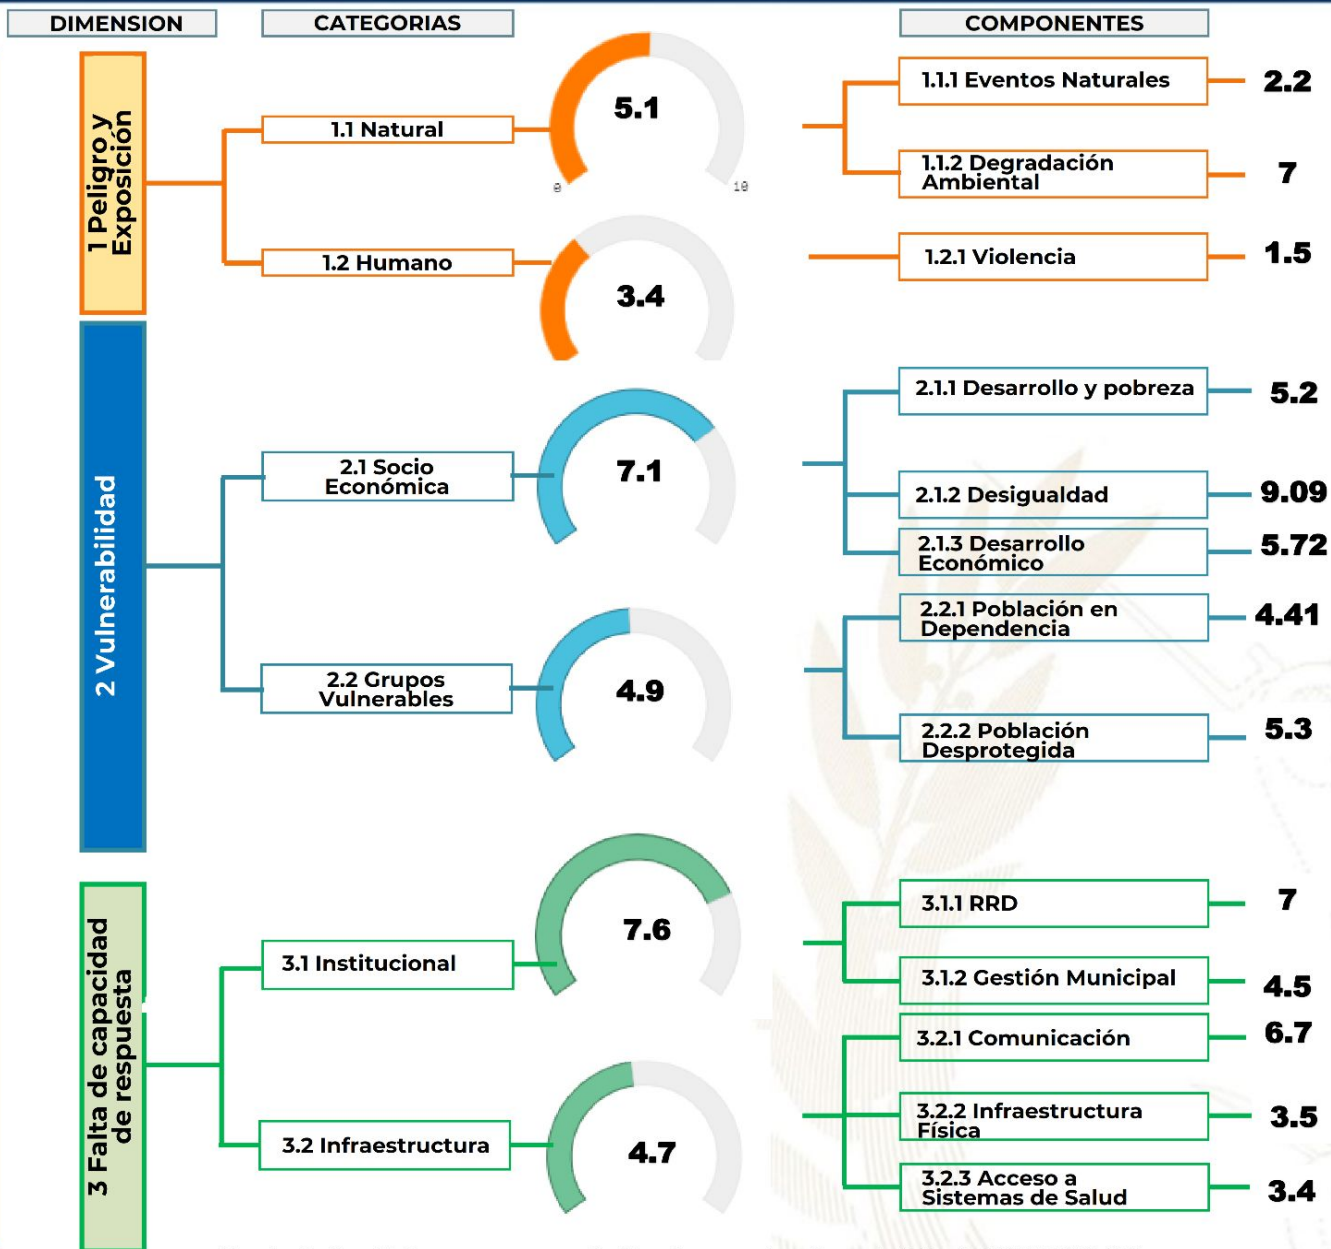 DIMENSION
CATEGORIAS
COMPONENTES
1 Peligro y
Exposición
1.1 Natural
5.1
0
10
1.1.1 Eventos Naturales
2.2
1.1.2 Degradación
Ambiental
7
1.2 Humano
3.4
1.2.1 Violencia
1.5
2 Vulnerabilidad
2.1 Socio
Económica
7.1
2.1.1 Desarrollo y pobreza
5.2
2.1.2 Desigualdad
9.09
2.1.3 Desarrollo
Económico
5.72
2.2 Grupos
Vulnerables
4.9
2.2.1 Población en
Dependencia
4.41
2.2.2 Población
Desprotegida
5.3
3 Falta de capacidad
de respuesta
3.1 Institucional
7.6
3.1.1 RRD
7
3.1.2 Gestión Municipal
4.5
3.2 Infraestructura
4.7
3.2.1 Comunicación
6.7
3.2.2 Infraestructura
Física
3.5
3.2.3 Acceso a
Sistemas de Salud
3.4